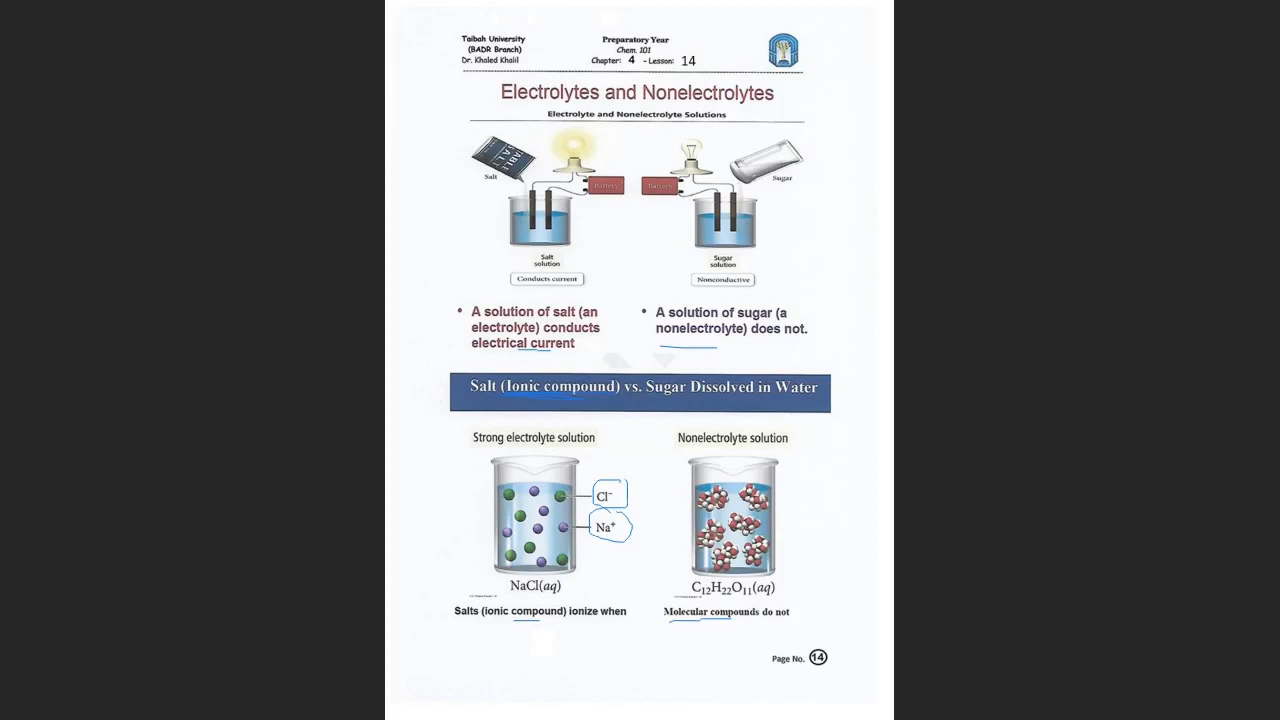 Taibah University
(BADR Branch)
Dr. Khaled Khalil
Preparatory Year
Chem. 101
Chapter: 4 - Lesson: 14
Electrolytes and Nonelectrolytes
Electrolyte and Nonelectrolyte Solutions
TABLE
SALT
Salt
Battery
Battery
Sugar
Salt
solution
Sugar
solution
Conducts current
Nonconductive
• A solution of salt (an
electrolyte) conducts
electrical current
• A solution of sugar (a
nonelectrolyte) does not.
Salt (Ionic compound) vs. Sugar Dissolved in Water
Strong electrolyte solution
Nonelectrolyte solution
Cl⁻
Na⁺
NaCl(aq)
C₁₂H₂₂O₁₁(aq)
Salts (ionic compound) ionize when
Molecular compounds do not
Page No. 14